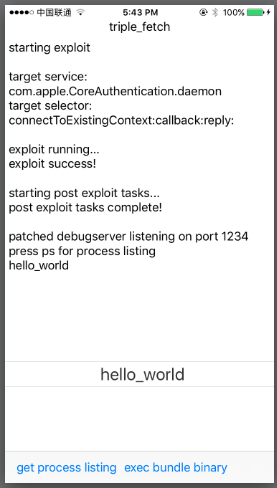 中国联通 5:43 PM 100%
triple_fetch
starting exploit
target service:
com.apple.CoreAuthentication.daemon
target selector:
connectToExistingContext:callback:reply:
exploit running...
exploit success!
starting post exploit tasks...
post exploit tasks complete!
patched debugserver listening on port 1234
press ps for process listing
hello_world
hello_world
get process listing exec bundle binary